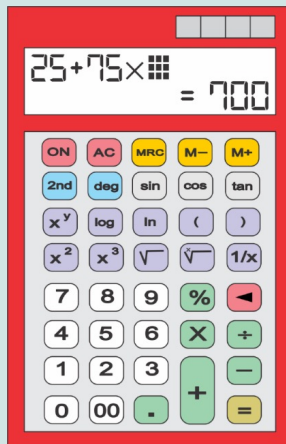 25+75×▦
= 700
ON AC MRC M− M+
2nd deg sin cos tan
xʸ log ln ( )
x² x³ √ ˣ√ 1/x
7 8 9 % ◄
4 5 6 X ÷
1 2 3 −
0 00 . + =